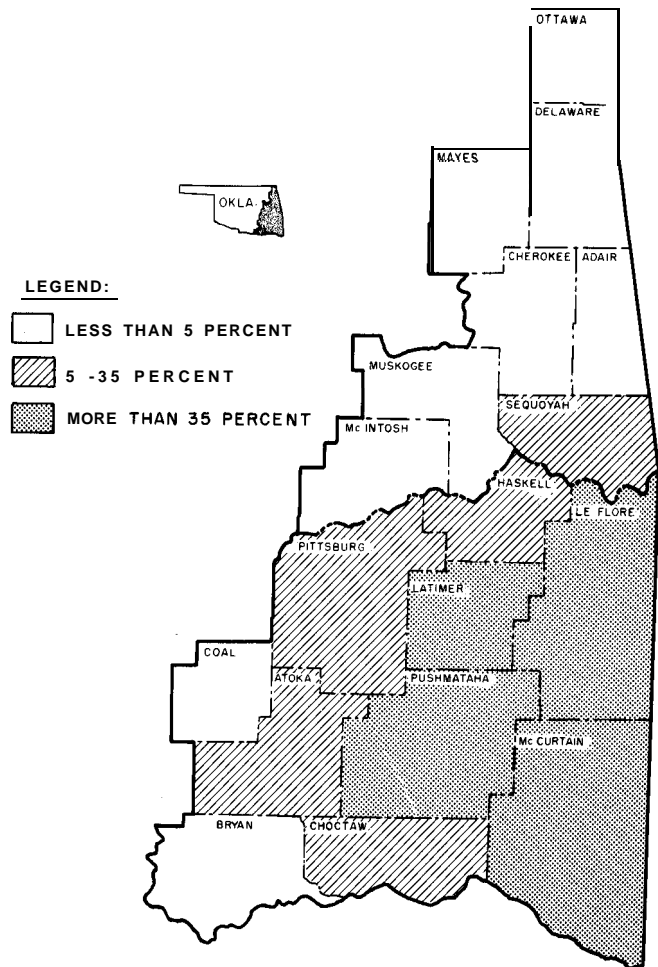 OTTAWA
DELAWARE
MAYES
OKLA.
CHEROKEE
ADAIR
LEGEND:
LESS THAN 5 PERCENT
5 -35 PERCENT
MORE THAN 35 PERCENT
MUSKOGEE
SEQUOYAH
Mc INTOSH
HASKELL
LE FLORE
PITTSBURG
LATIMER
COAL
ATOKA
PUSHMATAHA
Mc CURTAIN
BRYAN
CHOCTAW